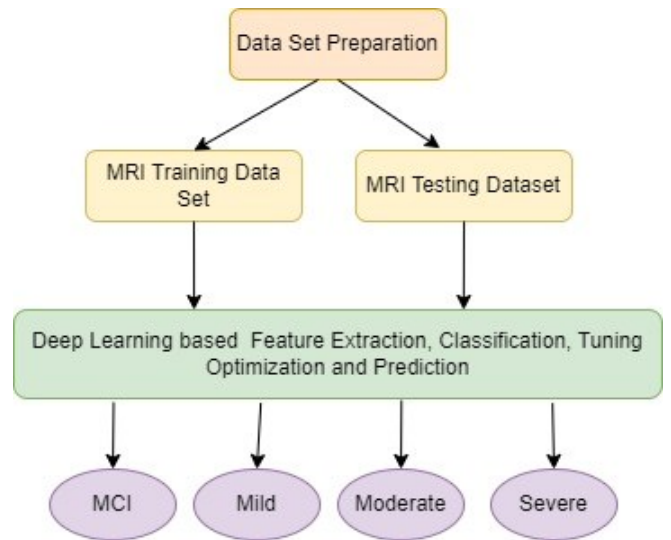 Data Set Preparation
MRI Training Data
Set
MRI Testing Dataset
Deep Learning based Feature Extraction, Classification, Tuning
Optimization and Prediction
MCI
Mild
Moderate
Severe